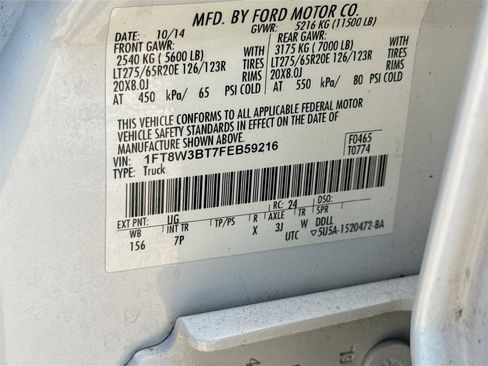 MFD. BY FORD MOTOR CO.
DATE: 10/14 GVWR: 5216 KG (11500 LB)
FRONT GAWR: REAR GAWR:
2540 KG ( 5600 LB) WITH 3175 KG ( 7000 LB) WITH
LT275/65R20E 126/123R TIRES LT275/65R20E 126/123R TIRES
20X8.0J RIMS 20X8.0J RIMS
AT 450 kPa/ 65 PSI COLD AT 550 kPa/ 80 PSI COLD
THIS VEHICLE CONFORMS TO ALL APPLICABLE FEDERAL MOTOR
VEHICLE SAFETY STANDARDS IN EFFECT ON THE DATE OF
MANUFACTURE SHOWN ABOVE.
VIN: 1FT8W3BT7FEB59216 F0465
TYPE: Truck T0774
EXT PNT: UG RC: 24 DSO:
WB INT TR TP/PS R AXLE TR SPR
156 7P X 3J W DDLL
UTC ▽5U5A-1520472-BA